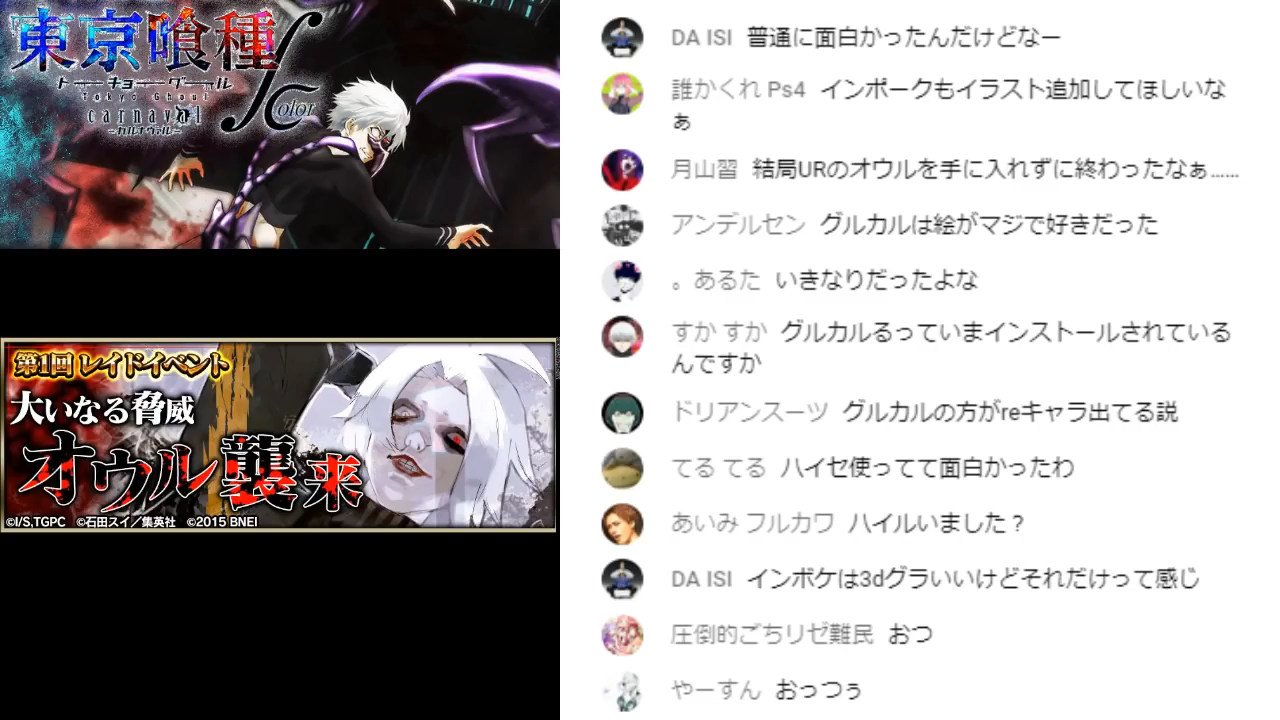 東京喰種
トーキョーグール
Tokyo Ghoul
carnaval
∫Color
〜カルナヴァル〜
第1回 レイドイベント
大いなる脅威
オウル襲来
©I/S,TGPC ©石田スイ/集英社 ©2015 BNEI
DA ISI 普通に面白かったんだけどなー
誰かくれ Ps4 インポークもイラスト追加してほしいな
ぁ
月山習 結局URのオウルを手に入れずに終わったなぁ......
アンデルセン グルカルは絵がマジで好きだった
。あるた いきなりだったよな
すか すか グルカルるっていまインストールされている
んですか
ドリアンスーツ グルカルの方がreキャラ出てる説
てる てる ハイセ使ってて面白かったわ
あいみ フルカワ ハイルいました？
DA ISI インボケは3dグラいいけどそれだけって感じ
圧倒的ごちリゼ難民 おつ
やーすん おっつぅ